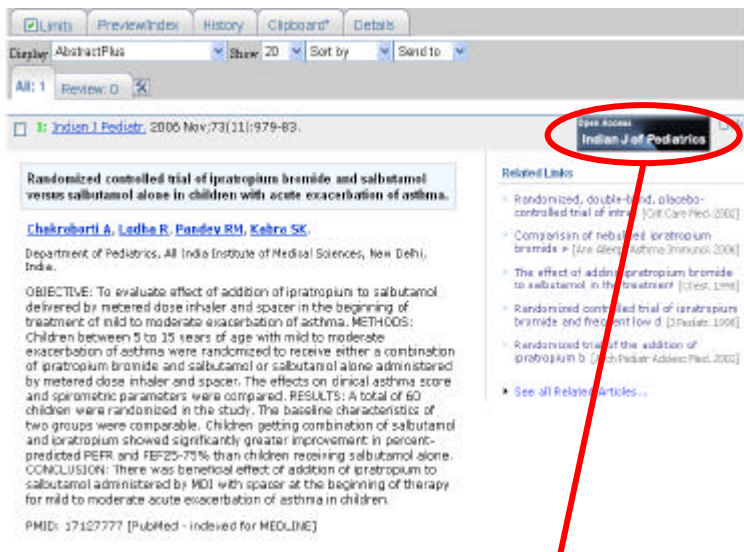 Limits Preview/Index History Clipboard* Details
Display AbstractPlus Show 20 Sort by Send to
All: 1 Review: 0
1: Indian J Pediatr. 2006 Nov;73(11):979-83.
Open Access
Indian J of Pediatrics
Randomized controlled trial of ipratropium bromide and salbutamol
versus salbutamol alone in children with acute exacerbation of asthma.
Chakraborti A, Lodha R, Pandey RM, Kabra SK.
Department of Pediatrics, All India Institute of Medical Sciences, New Delhi,
India.
OBJECTIVE: To evaluate effect of addition of ipratropium to salbutamol
delivered by metered dose inhaler and spacer in the beginning of
treatment of mild to moderate exacerbation of asthma. METHODS:
Children between 5 to 15 years of age with mild to moderate
exacerbation of asthma were randomized to receive either a combination
of ipratropium bromide and salbutamol or salbutamol alone administered
by metered dose inhaler and spacer. The effects on clinical asthma score
and spirometric parameters were compared. RESULTS: A total of 60
children were randomized in the study. The baseline characteristics of
two groups were comparable. Children getting combination of salbutamol
and ipratropium showed significantly greater improvement in percent-
predicted PEFR and FEF25-75% than children receiving salbutamol alone.
CONCLUSION: There was beneficial effect of addition of ipratropium to
salbutamol administered by MDI with spacer at the beginning of therapy
for mild to moderate acute exacerbation of asthma in children.
PMID: 17127777 [PubMed - indexed for MEDLINE]
Related Links
Randomized, double-blind, placebo-
controlled trial of intra [Crit Care Med. 2002]
Comparison of nebulized ipratropium
bromide [Ann Allergy Asthma Immunol. 2006]
The effect of adding ipratropium bromide
to salbutamol in the treatment [Chest. 1998]
Randomized controlled trial of ipratropium
bromide and frequent low d [J Pediatr. 1995]
Randomized trial of the addition of
ipratropium b [Arch Pediatr Adolesc Med. 2002]
See all Related Articles...